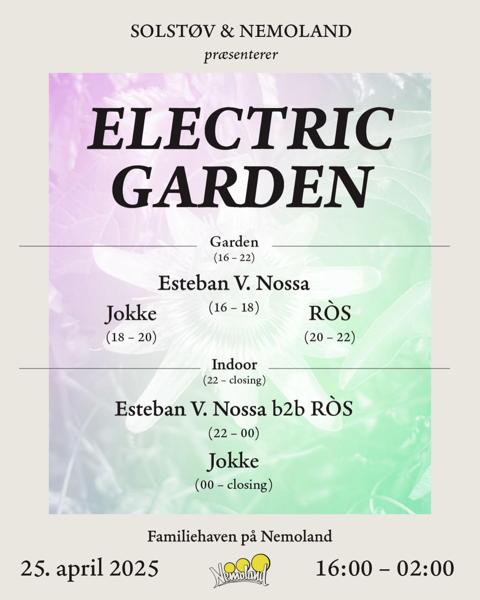 SOLSTØV & NEMOLAND
præsenterer
ELECTRIC
GARDEN
Garden
(16 – 22)
Esteban V. Nossa
(16 – 18)
Jokke
(18 – 20)
RÒS
(20 – 22)
Indoor
(22 – closing)
Esteban V. Nossa b2b RÒS
(22 – 00)
Jokke
(00 – closing)
Familiehaven på Nemoland
25. april 2025
Nemoland
16:00 – 02:00